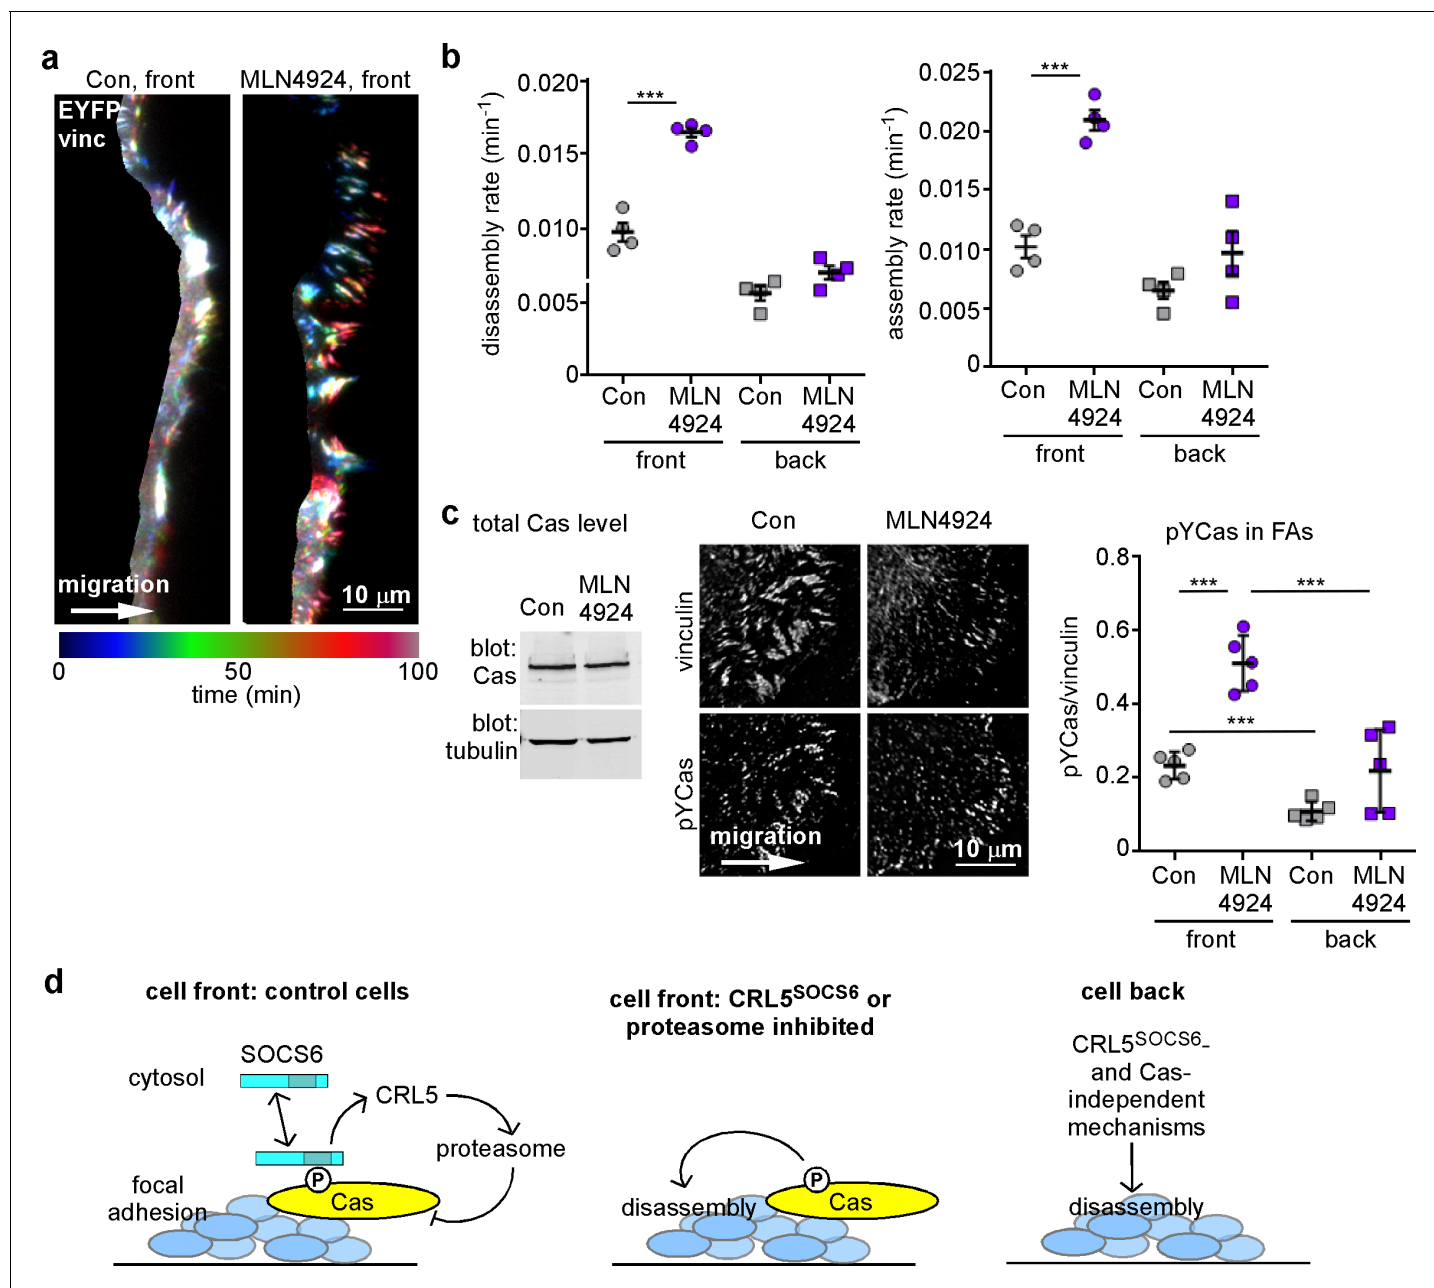 a
Con, front
MLN4924, front
EYFP
vinc
migration
10 μm
0
50
100
time (min)
b
disassembly rate (min-1)
0.020
0.015
0.010
0.005
0
***
Con
MLN
4924
Con
MLN
4924
front
back
assembly rate (min-1)
0.025
0.020
0.015
0.010
0.005
0
***
Con
MLN
4924
Con
MLN
4924
front
back
c
total Cas level
Con
MLN
4924
blot:
Cas
blot:
tubulin
Con
MLN4924
vinculin
pYCas
migration
10 μm
pYCas in FAs
pYCas/vinculin
0.8
0.6
0.4
0.2
0
***
***
***
Con
MLN
4924
Con
MLN
4924
front
back
d
cell front: control cells
SOCS6
cytosol
CRL5
proteasome
focal
adhesion
P
Cas
cell front: CRL5SOCS6 or
proteasome inhibited
disassembly
P
Cas
cell back
CRL5SOCS6-
and Cas-
independent
mechanisms
disassembly